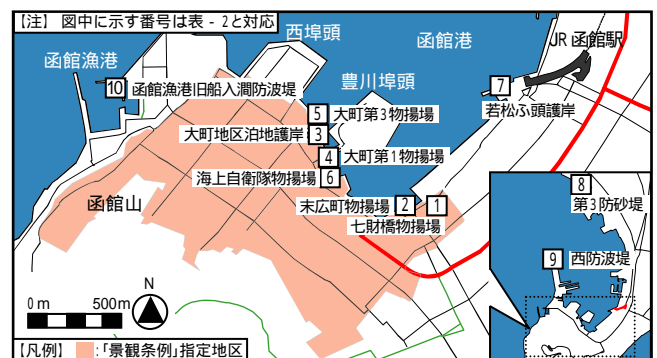 【注】 図中に示す番号は表-2と対応
西埠頭
函館港
JR 函館駅
函館漁港
10 函館漁港旧船入澗防波堤
豊川埠頭
7
若松ふ頭護岸
5 大町第3物揚場
大町地区泊地護岸 3
4 大町第1物揚場
海上自衛隊物揚場 6
函館山
末広町物揚場 2 1
七財橋物揚場
8
第3防砂堤
9 西防波堤
0m 500m
N
【凡例】 :「景観条例」指定地区